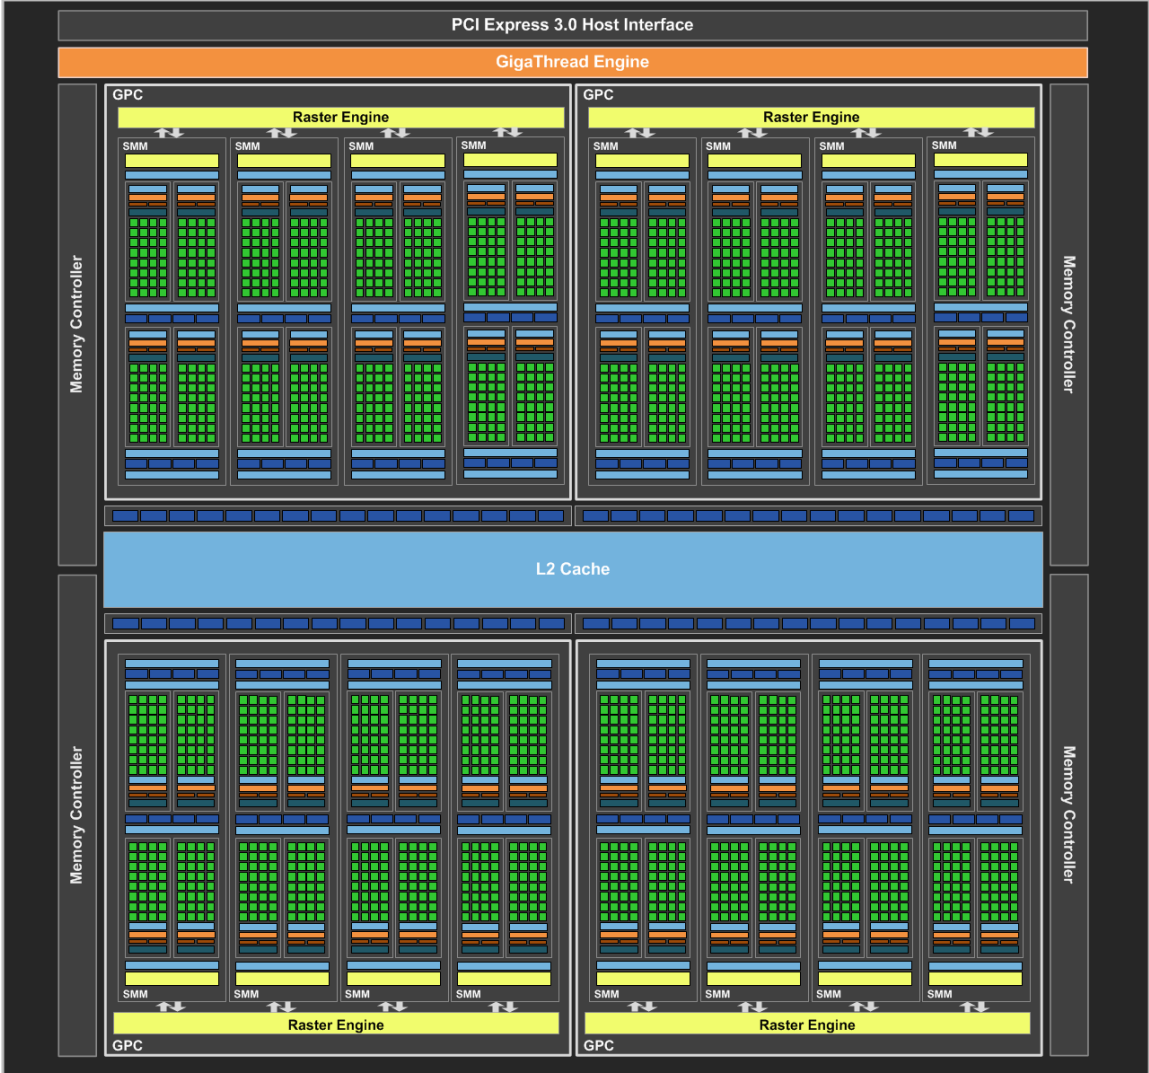 PCI Express 3.0 Host Interface
GigaThread Engine
Memory Controller
GPC
Raster Engine
SMM SMM SMM SMM
GPC
Raster Engine
SMM SMM SMM SMM
Memory Controller
L2 Cache
Memory Controller
SMM SMM SMM SMM
Raster Engine
GPC
SMM SMM SMM SMM
Raster Engine
GPC
Memory Controller